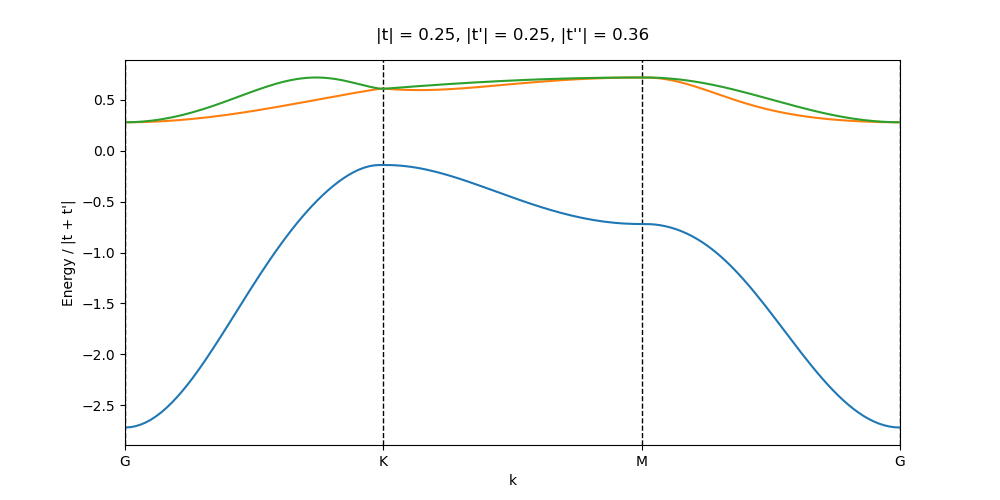 |t| = 0.25, |t'| = 0.25, |t''| = 0.36
Energy / |t + t'|
0.5
0.0
−0.5
−1.0
−1.5
−2.0
−2.5
G
K
M
G
k